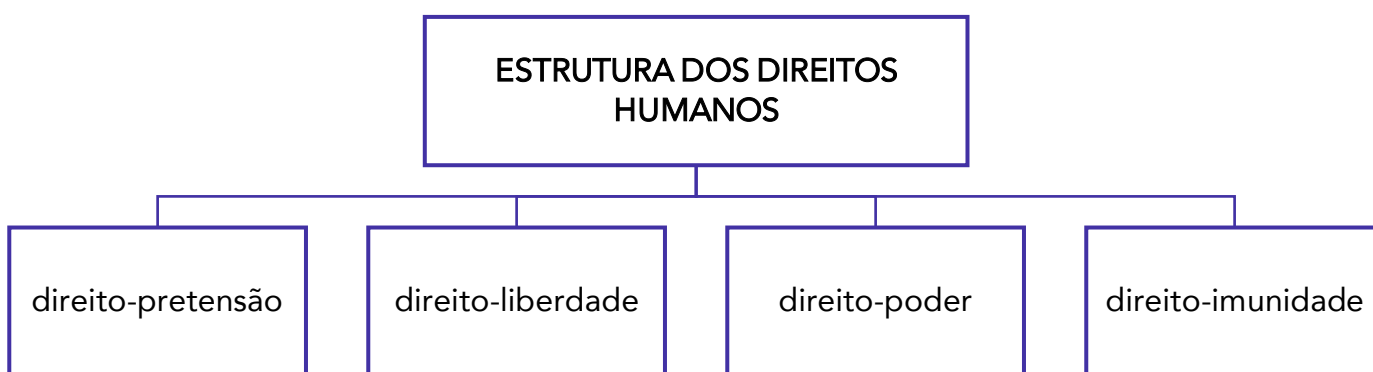 ESTRUTURA DOS DIREITOS
HUMANOS
direito-pretensão
direito-liberdade
direito-poder
direito-imunidade